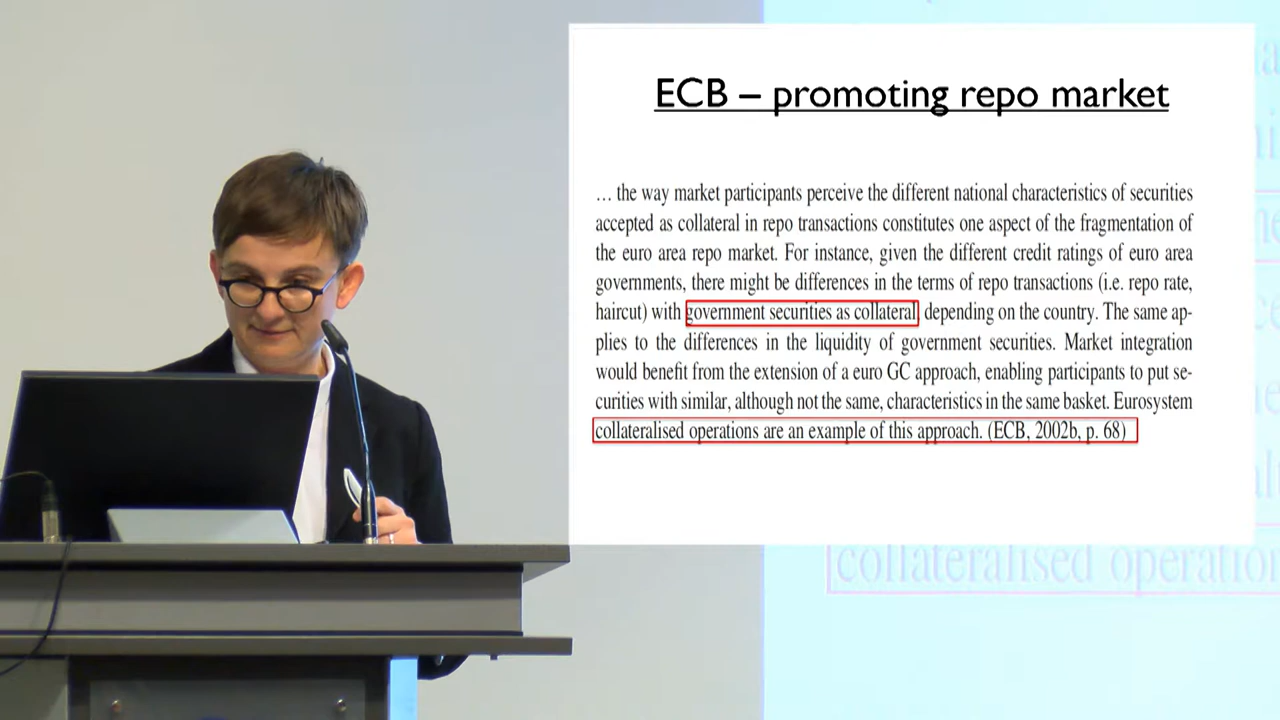 ECB – promoting repo market
… the way market participants perceive the different national characteristics of securities
accepted as collateral in repo transactions constitutes one aspect of the fragmentation of
the euro area repo market. For instance, given the different credit ratings of euro area
governments, there might be differences in the terms of repo transactions (i.e. repo rate,
haircut) with government securities as collateral, depending on the country. The same ap-
plies to the differences in the liquidity of government securities. Market integration
would benefit from the extension of a euro GC approach, enabling participants to put se-
curities with similar, although not the same, characteristics in the same basket. Eurosystem
collateralised operations are an example of this approach. (ECB, 2002b, p. 68)
collateralised operation